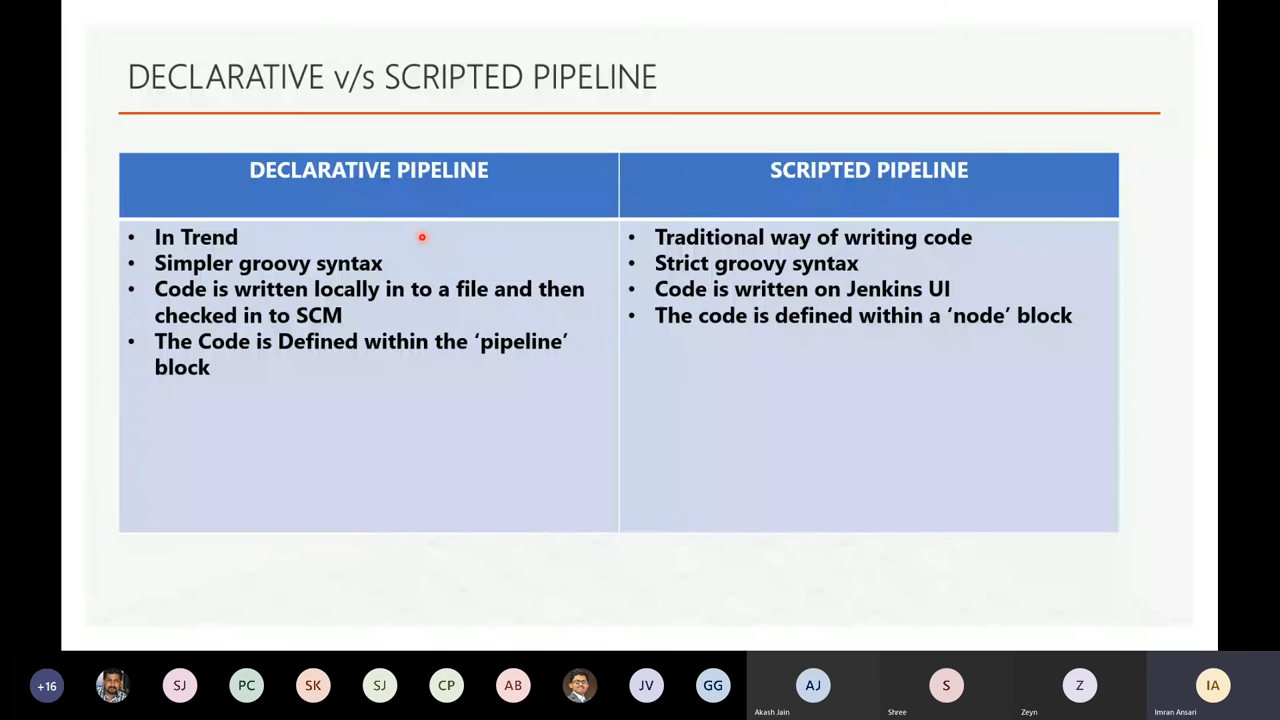 DECLARATIVE v/s SCRIPTED PIPELINE
DECLARATIVE PIPELINE
• In Trend
• Simpler groovy syntax
• Code is written locally in to a file and then
checked in to SCM
• The Code is Defined within the ‘pipeline’
block
SCRIPTED PIPELINE
• Traditional way of writing code
• Strict groovy syntax
• Code is written on Jenkins UI
• The code is defined within a ‘node’ block
+16
SJ
PC
SK
SJ
CP
AB
JV
GG
AJ
Akash Jain
S
Shree
Z
Zeyn
IA
Imran Ansari